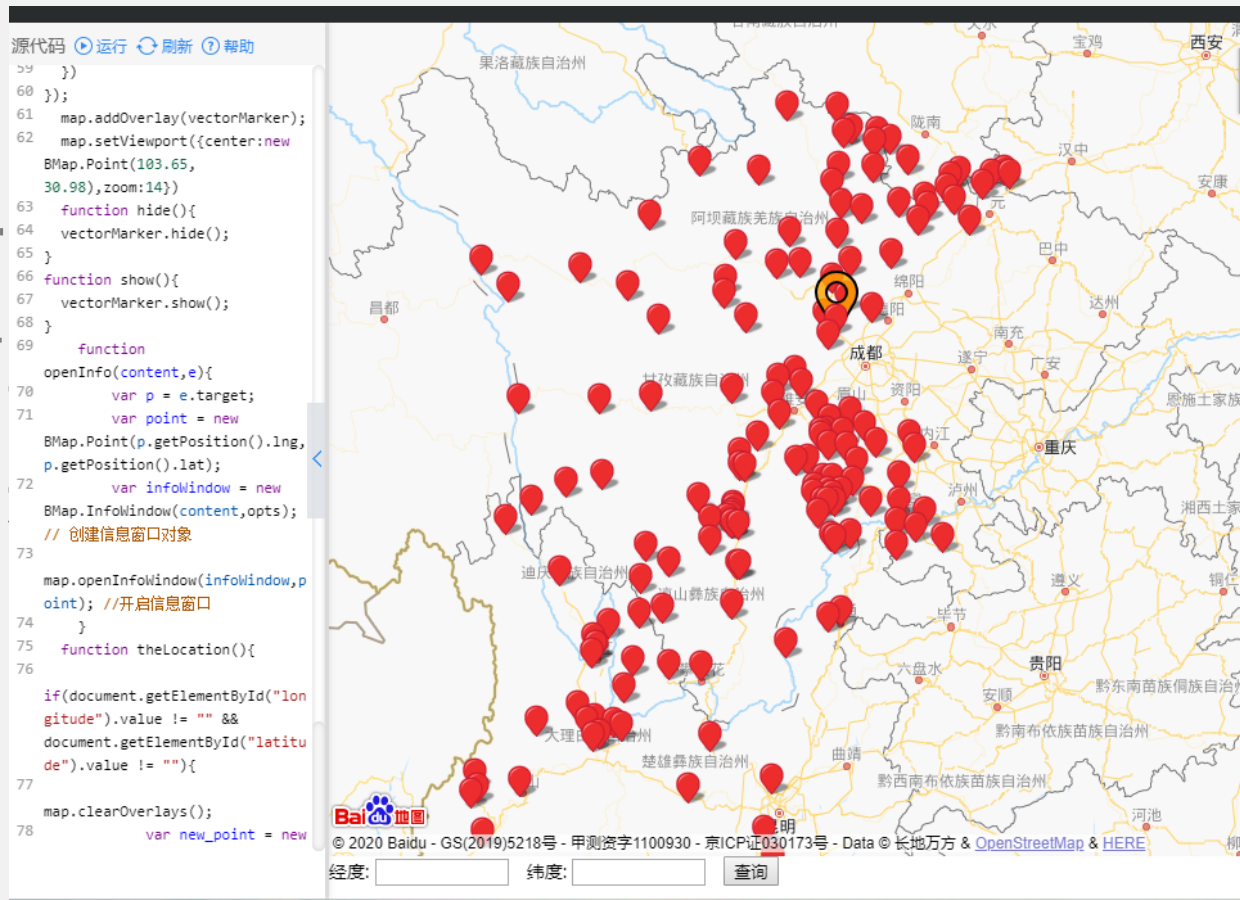 源代码 运行 刷新 帮助
59 })
60 });
61 map.addOverlay(vectorMarker);
62 map.setViewport({center:new
BMap.Point(103.65,
30.98),zoom:14})
63 function hide(){
64 vectorMarker.hide();
65 }
66 function show(){
67 vectorMarker.show();
68 }
69 function
openInfo(content,e){
70 var p = e.target;
71 var point = new
BMap.Point(p.getPosition().lng,
p.getPosition().lat);
72 var infoWindow = new
BMap.InfoWindow(content,opts);
// 创建信息窗口对象
73
map.openInfoWindow(infoWindow,p
oint); //开启信息窗口
74 }
75 function theLocation(){
76
if(document.getElementById("lon
gitude").value != "" &&
document.getElementById("latitu
de").value != ""){
77
map.clearOverlays();
78 var new_point = new
西安
宝鸡
果洛藏族自治州
陇南
汉中
安康
阿坝藏族羌族自治州
巴中
绵阳
昌都
达州
南充
成都
遂宁
广安
甘孜藏族自治州
眉山
资阳
恩施土家族
内江
重庆
泸州
湘西土家
迪庆藏族自治州
遵义
铜仁
凉山彝族自治州
毕节
贵阳
六盘水
黔东南苗族侗族自治州
安顺
黔南布依族苗族自治州
大理白族自治州
楚雄彝族自治州
曲靖
黔西南布依族苗族自治州
河池
昆明
Bai du 地图
© 2020 Baidu - GS(2019)5218号 - 甲测资字1100930 - 京ICP证030173号 - Data © 长地万方 & OpenStreetMap & HERE
经度: 纬度: 查询